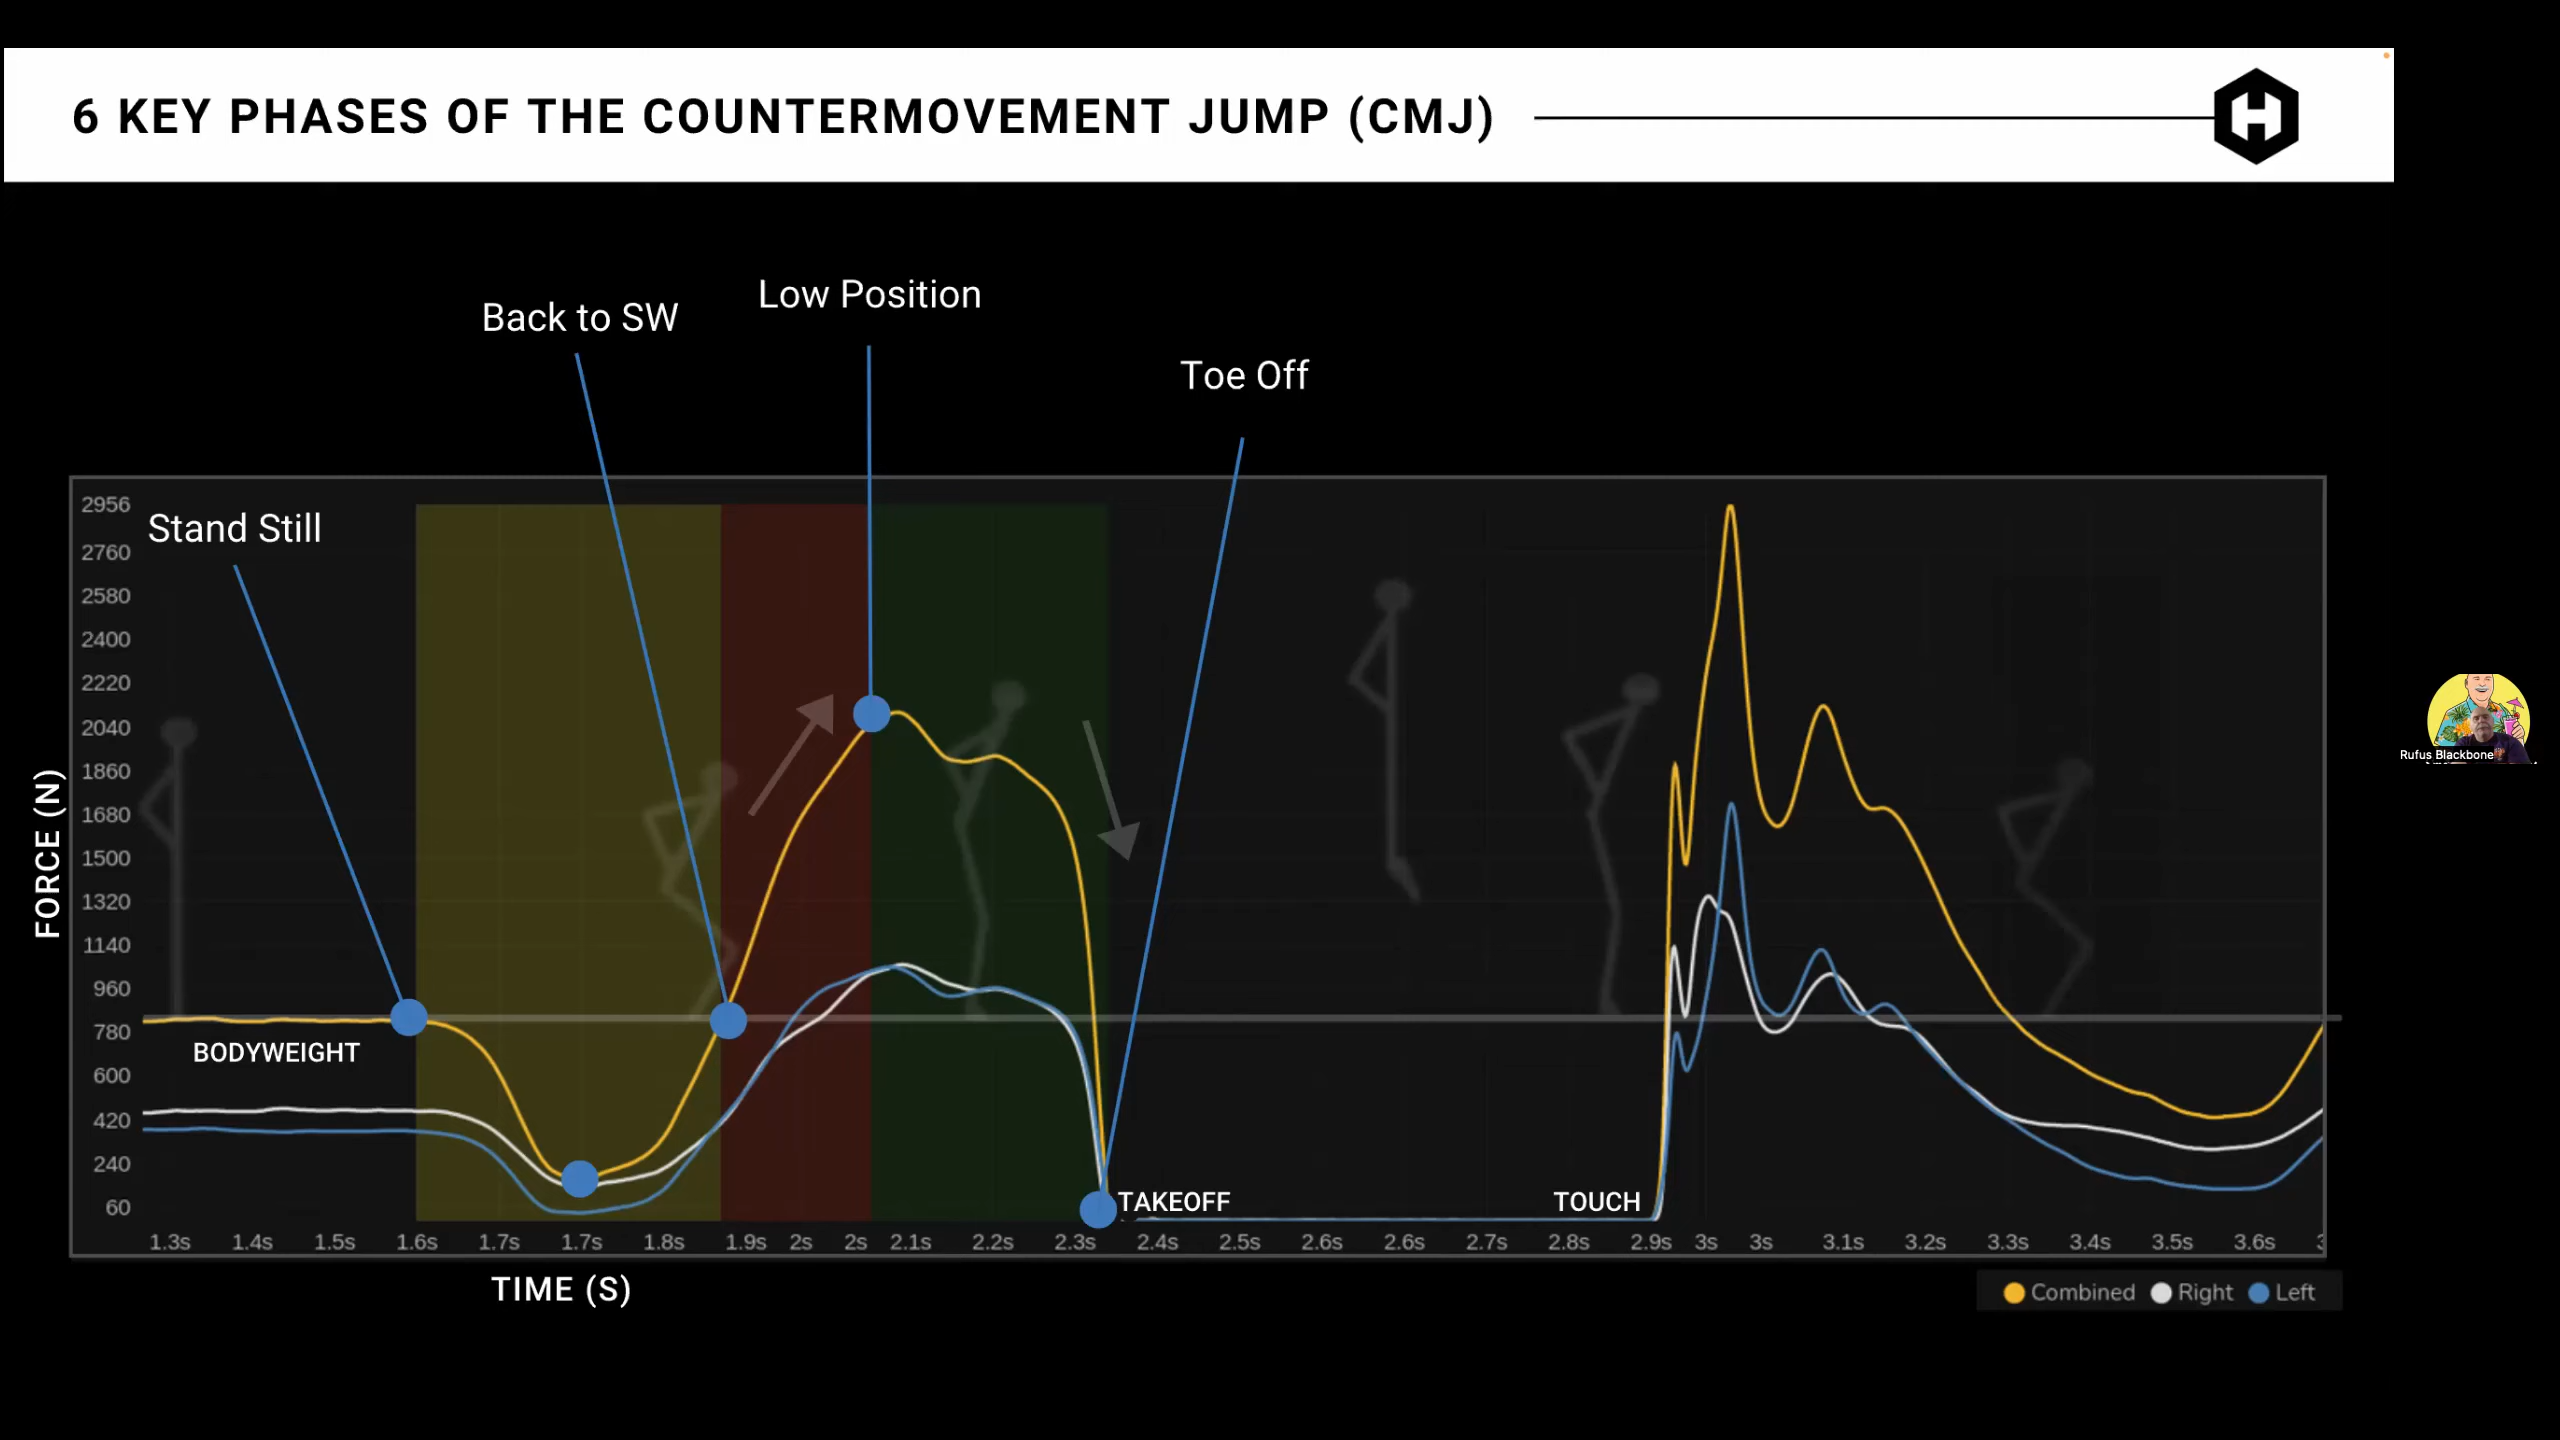 6 KEY PHASES OF THE COUNTERMOVEMENT JUMP (CMJ)
Low Position
Back to SW
Toe Off
Stand Still
2956
2760
2580
2400
2220
2040
1860
1680
1500
1320
1140
960
780
600
420
240
60
FORCE (N)
BODYWEIGHT
TAKEOFF
TOUCH
1.3s 1.4s 1.5s 1.6s 1.7s 1.7s 1.8s 1.9s 2s 2s 2.1s 2.2s 2.3s 2.4s 2.5s 2.6s 2.6s 2.7s 2.8s 2.9s 3s 3s 3.1s 3.2s 3.3s 3.4s 3.5s 3.6s
TIME (S)
Combined Right Left
Rufus Blackbone